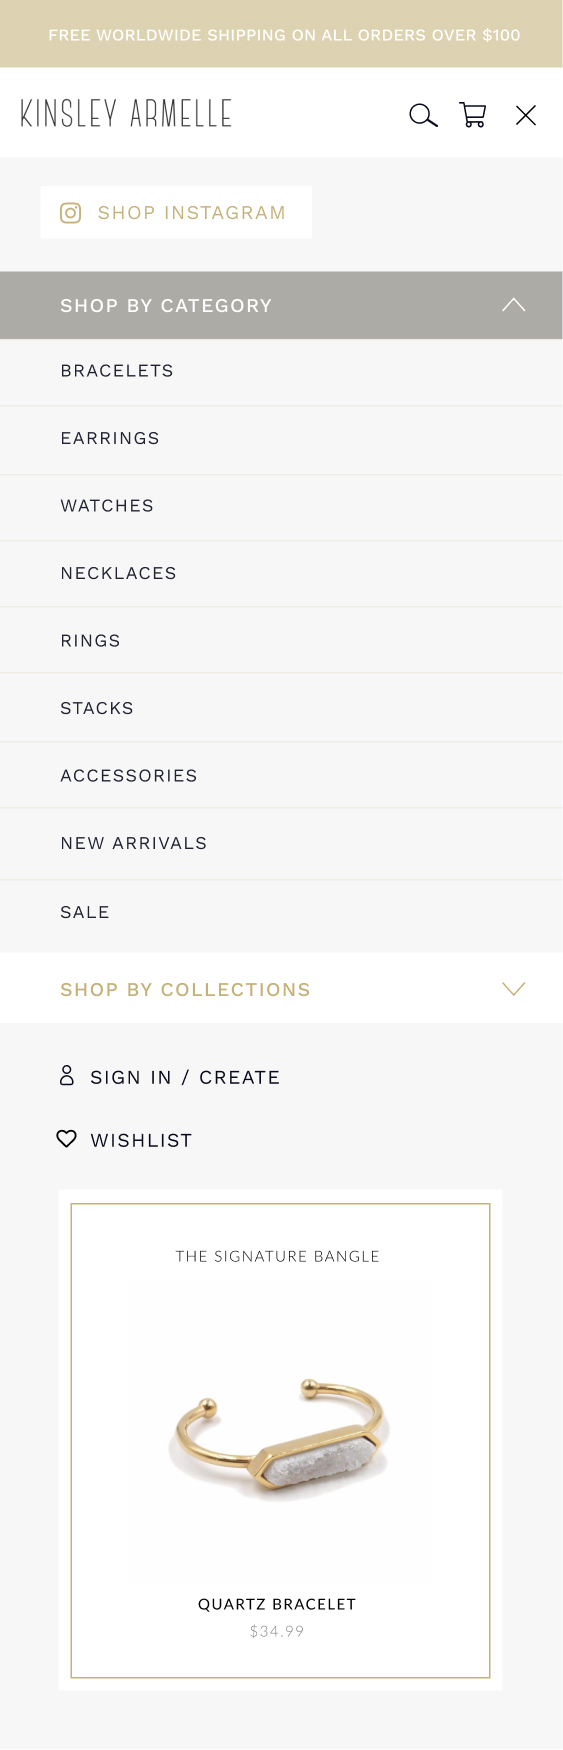 FREE WORLDWIDE SHIPPING ON ALL ORDERS OVER $100
KINSLEY ARMELLE
SHOP INSTAGRAM
SHOP BY CATEGORY
BRACELETS
EARRINGS
WATCHES
NECKLACES
RINGS
STACKS
ACCESSORIES
NEW ARRIVALS
SALE
SHOP BY COLLECTIONS
SIGN IN / CREATE
WISHLIST
THE SIGNATURE BANGLE
QUARTZ BRACELET
$34.99